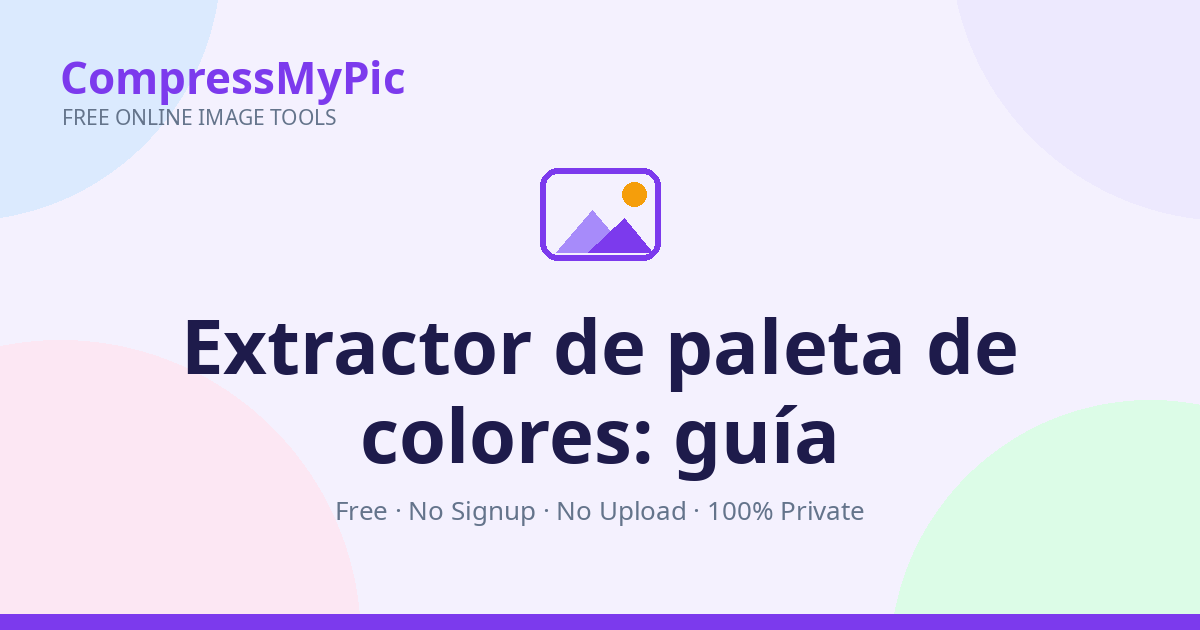 CompressMyPic
FREE ONLINE IMAGE TOOLS
Extractor de paleta de
colores: guía
Free · No Signup · No Upload · 100% Private